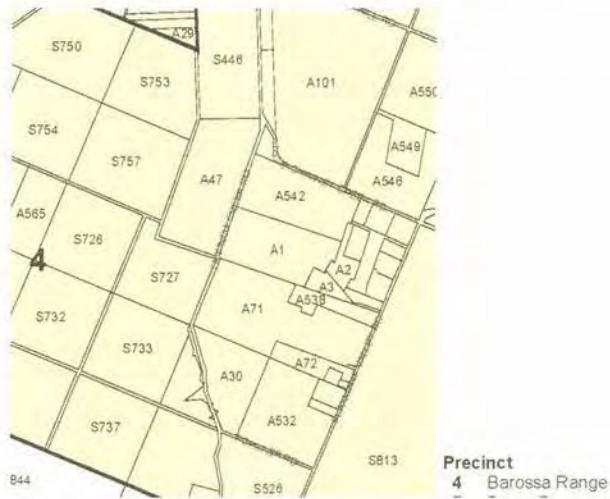 A29
S750
S446
S753
A101
A550
S754
A549
S757
A546
A47
A542
A565
S726
A1
4
S727
A2
A3
A538
A71
S732
S733
A72
A30
A532
S737
S813
844
S526
Precinct
4 Barossa Range